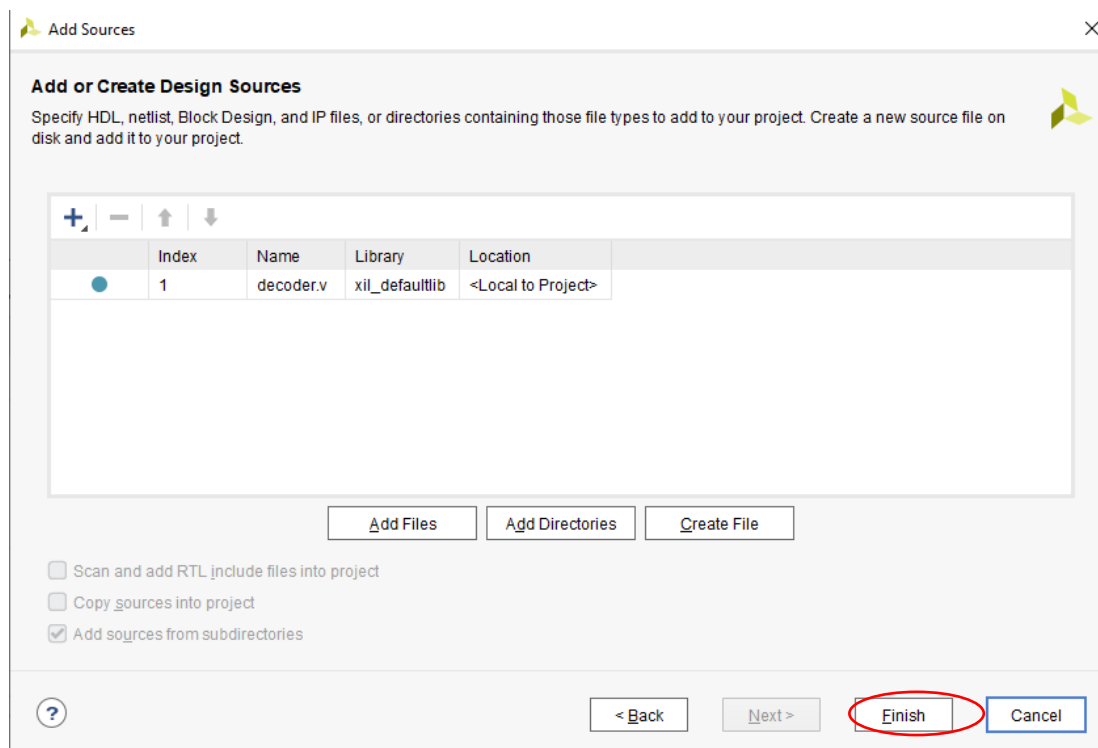 Add Sources
Add or Create Design Sources
Specify HDL, netlist, Block Design, and IP files, or directories containing those file types to add to your project. Create a new source file on
disk and add it to your project.
Index Name Library Location
1 decoder.v xil_defaultlib <Local to Project>
Add Files Add Directories Create File
Scan and add RTL include files into project
Copy sources into project
Add sources from subdirectories
? < Back Next > Finish Cancel